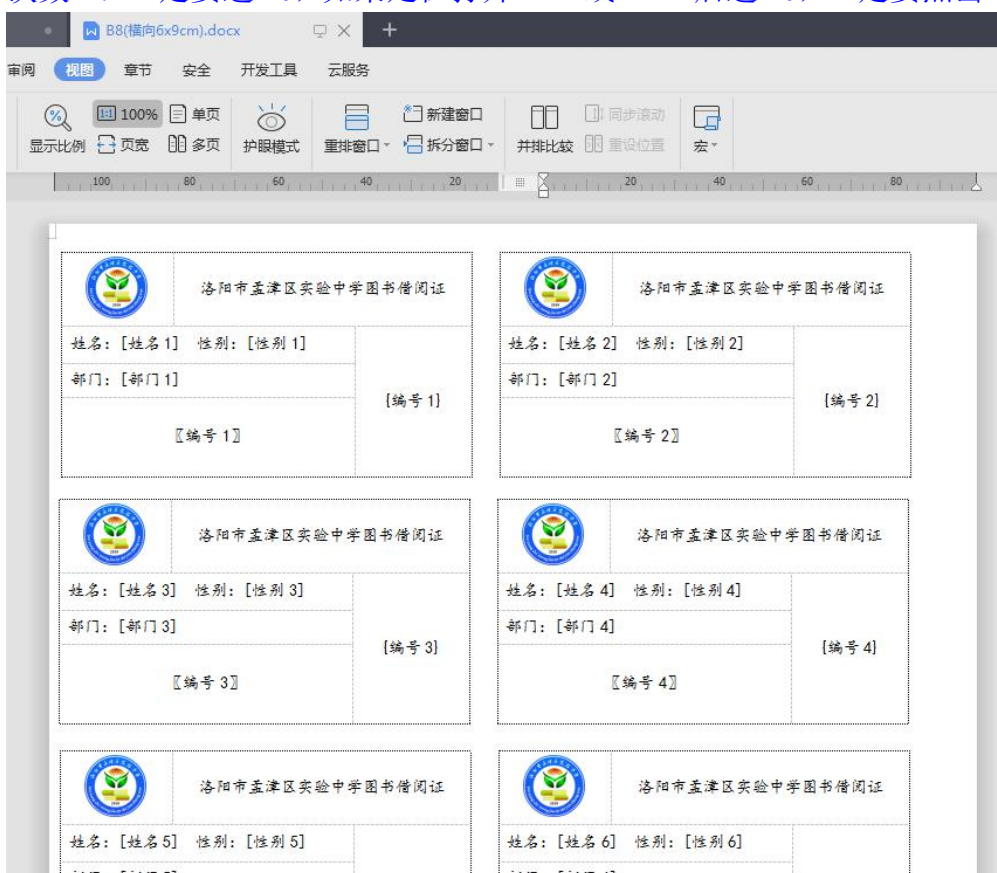 B8(横向6x9cm).docx
审阅 视图 章节 安全 开发工具 云服务
显示比例 100% 页宽 单页 多页 护眼模式 重排窗口 新建窗口 拆分窗口 并排比较 同步滚动 重设位置 宏
100 80 60 40 20 20 40 60 80
洛阳市孟津区实验中学图书借阅证 洛阳市孟津区实验中学图书借阅证
姓名:[姓名1] 性别:[性别1] 姓名:[姓名2] 性别:[性别2]
部门:[部门1] 部门:[部门2]
{编号1} {编号2}
〖编号1〗 〖编号2〗
洛阳市孟津区实验中学图书借阅证 洛阳市孟津区实验中学图书借阅证
姓名:[姓名3] 性别:[性别3] 姓名:[姓名4] 性别:[性别4]
部门:[部门3] 部门:[部门4]
{编号3} {编号4}
〖编号3〗 〖编号4〗
洛阳市孟津区实验中学图书借阅证 洛阳市孟津区实验中学图书借阅证
姓名:[姓名5] 性别:[性别5] 姓名:[姓名6] 性别:[性别6]